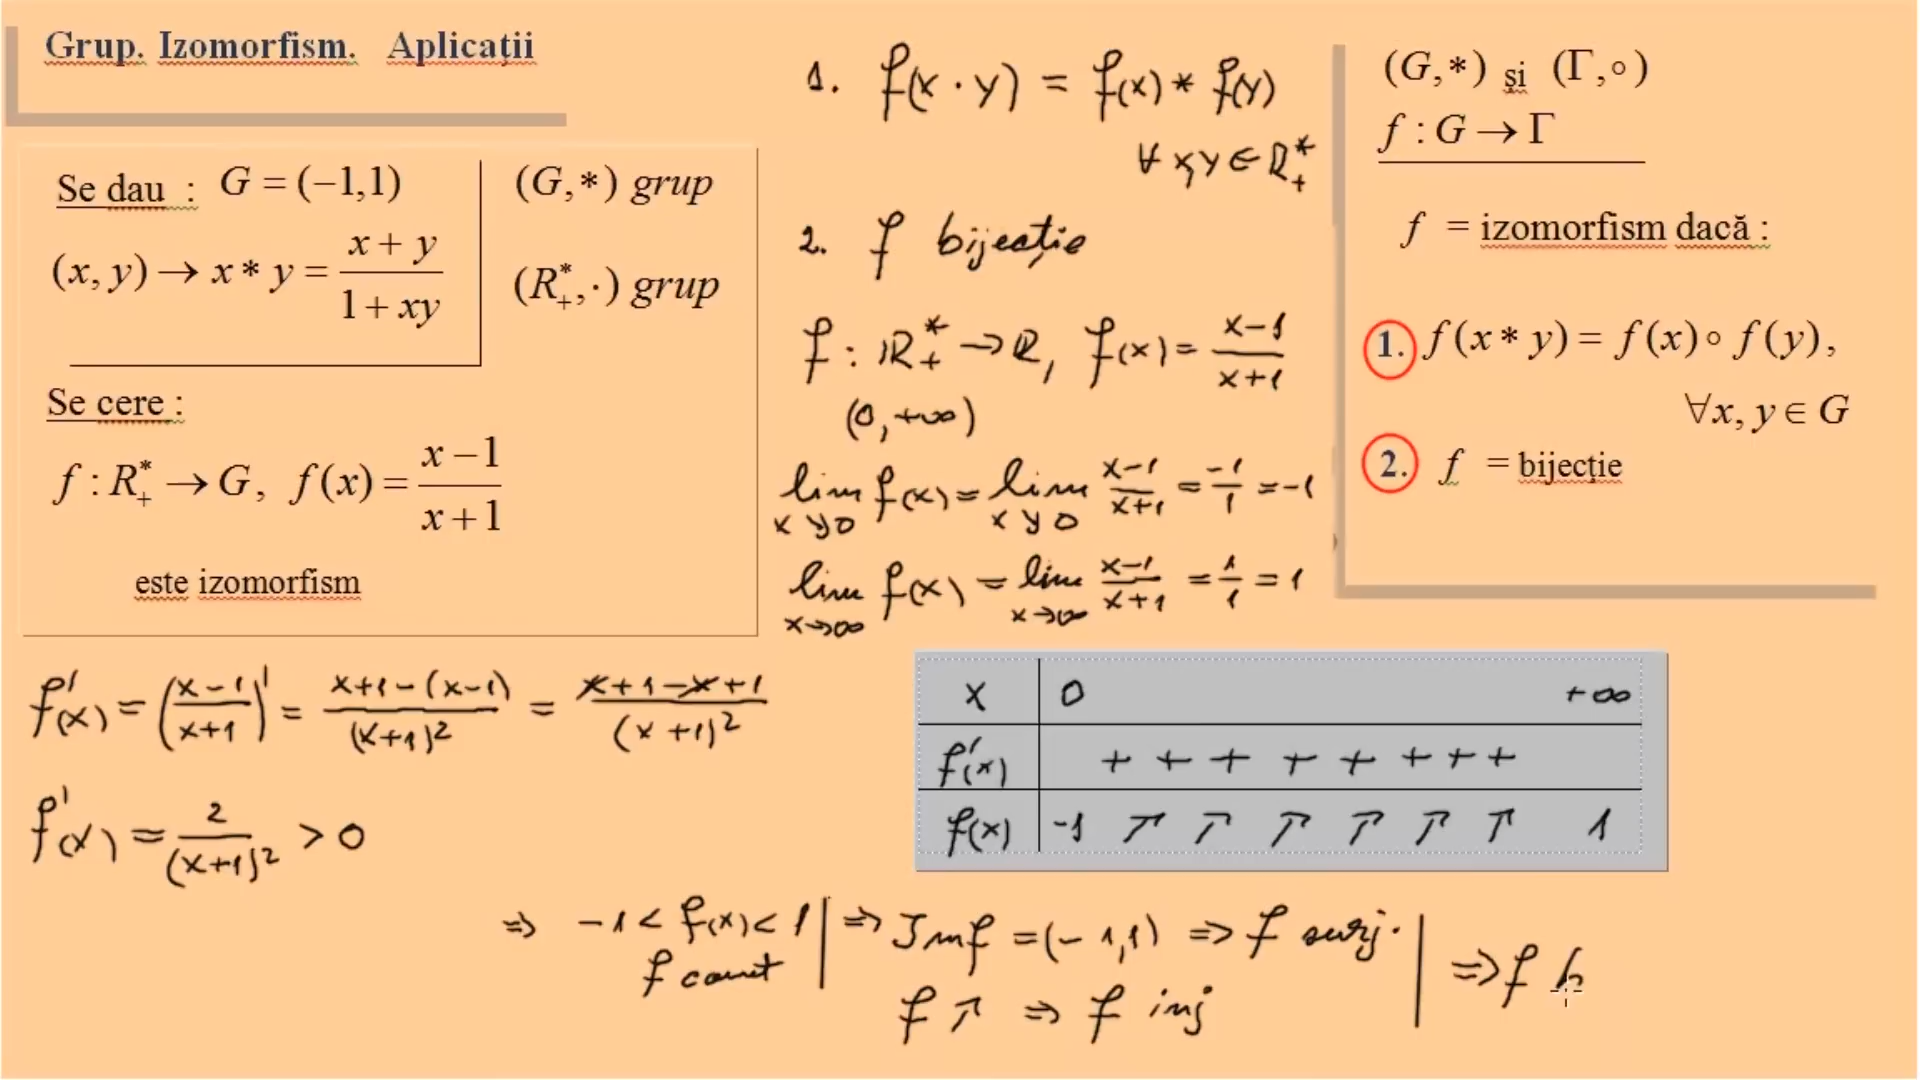 Grup. Izomorfism. Aplicații
Se dau : G = (−1,1)
(x, y) → x * y = (x + y)/(1 + xy)
(G,*) grup
(R₊*,·) grup
Se cere :
f : R₊* → G, f(x) = (x − 1)/(x + 1)
este izomorfism
1. f(x · y) = f(x) * f(y)
∀ x,y ∈ R₊*
2. f bijecție
f : R₊* → R, f(x) = (x−1)/(x+1)
(0, +∞)
lim x↘0 f(x) = lim x↘0 (x−1)/(x+1) = −1/1 = −1
lim x→∞ f(x) = lim x→∞ (x−1)/(x+1) = 1/1 = 1
(G,*) și (Γ,∘)
f : G → Γ
f = izomorfism dacă :
1. f(x * y) = f(x) ∘ f(y),
∀x, y ∈ G
2. f = bijecție
f'(x) = ((x−1)/(x+1))' = (x+1−(x−1))/(x+1)² = (x+1−x+1)/(x+1)²
f'(x) = 2/(x+1)² > 0
x 0 +∞
f'(x) + + + + + + + +
f(x) -1 ↗ ↗ ↗ ↗ ↗ ↗ 1
⇒ −1 < f(x) < 1 | ⇒ Im f = (−1,1) ⇒ f surj.
f cont
f ↗ ⇒ f inj
⇒ f b